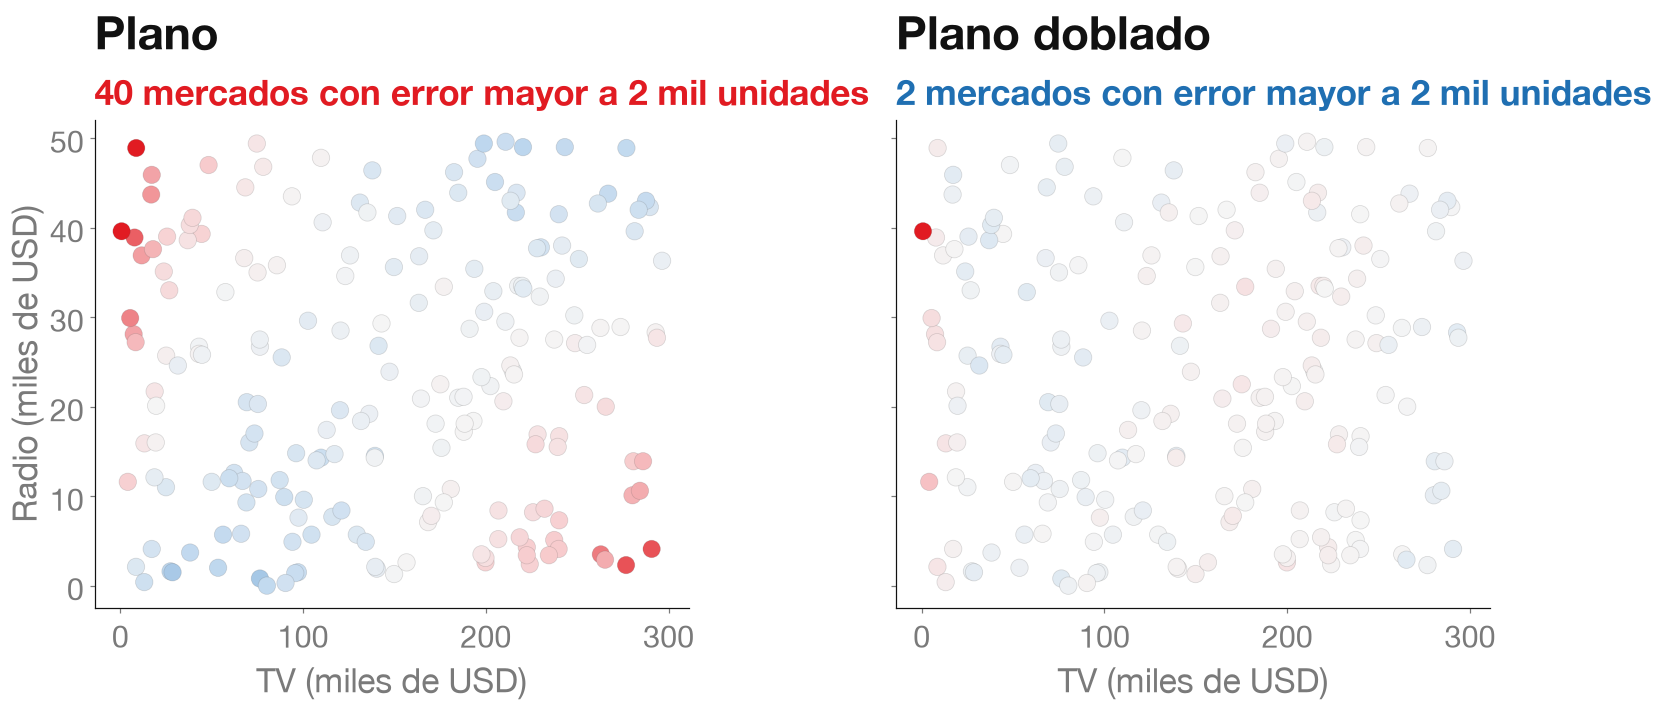 Plano
40 mercados con error mayor a 2 mil unidades
50
40
30
20
10
0
Radio (miles de USD)
0 100 200 300
TV (miles de USD)
Plano doblado
2 mercados con error mayor a 2 mil unidades
0 100 200 300
TV (miles de USD)